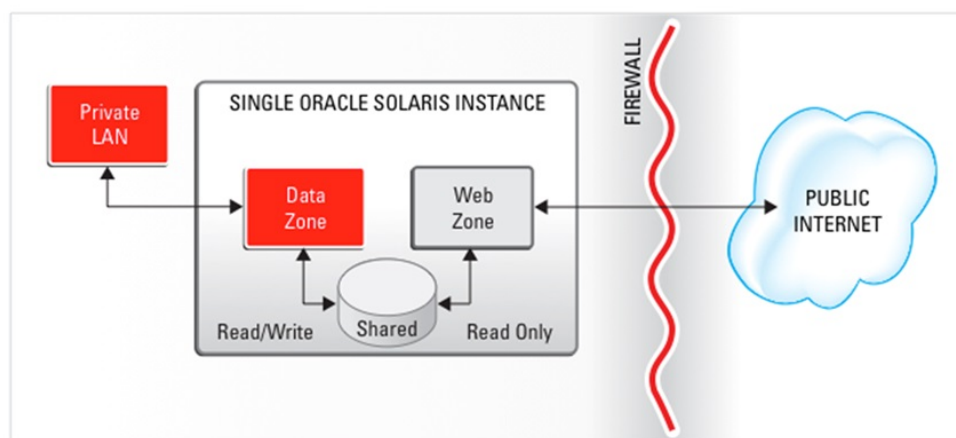 SINGLE ORACLE SOLARIS INSTANCE
FIREWALL
Private
LAN
Data
Zone
Web
Zone
PUBLIC
INTERNET
Shared
Read/Write
Read Only